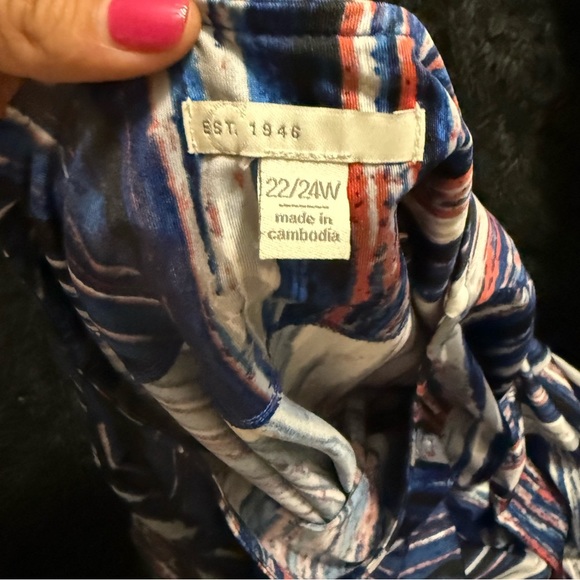 EST. 1946
22/24W
made in
cambodia